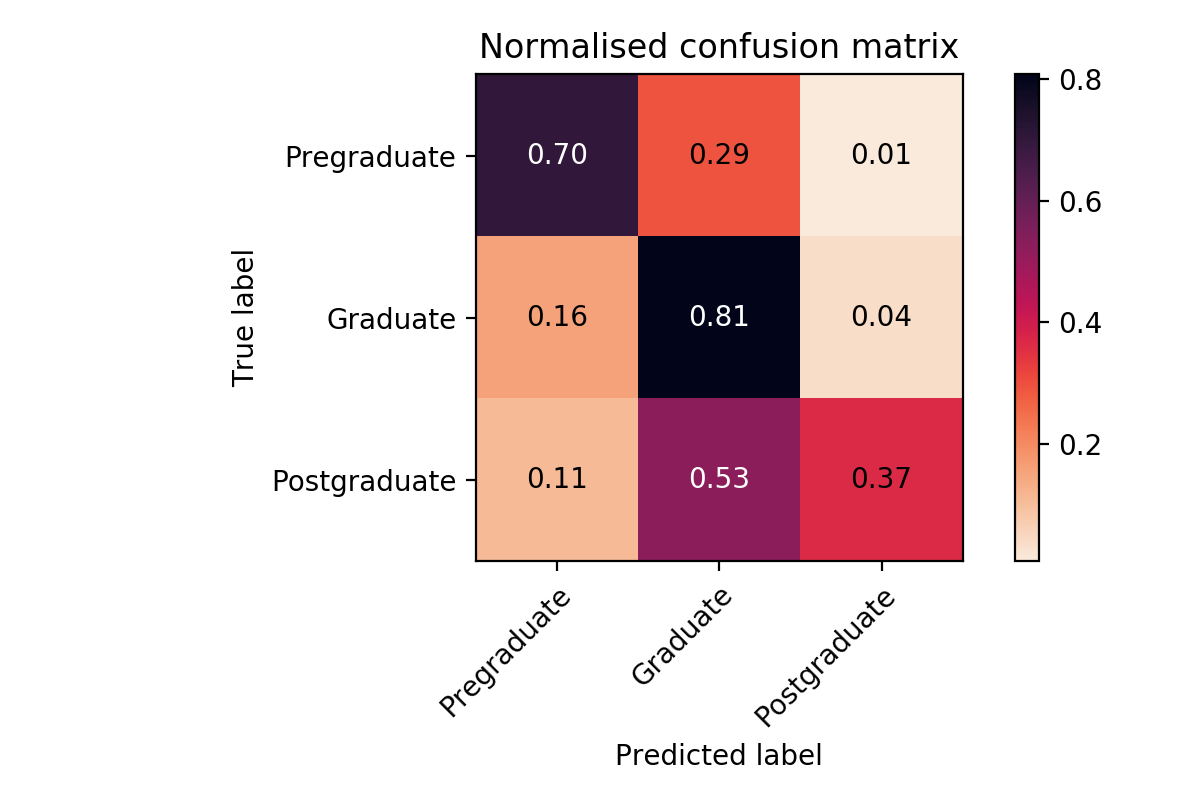 Normalised confusion matrix
Pregraduate
0.70
0.29
0.01
Graduate
0.16
0.81
0.04
Postgraduate
0.11
0.53
0.37
True label
Pregraduate
Graduate
Postgraduate
Predicted label
0.8
0.6
0.4
0.2